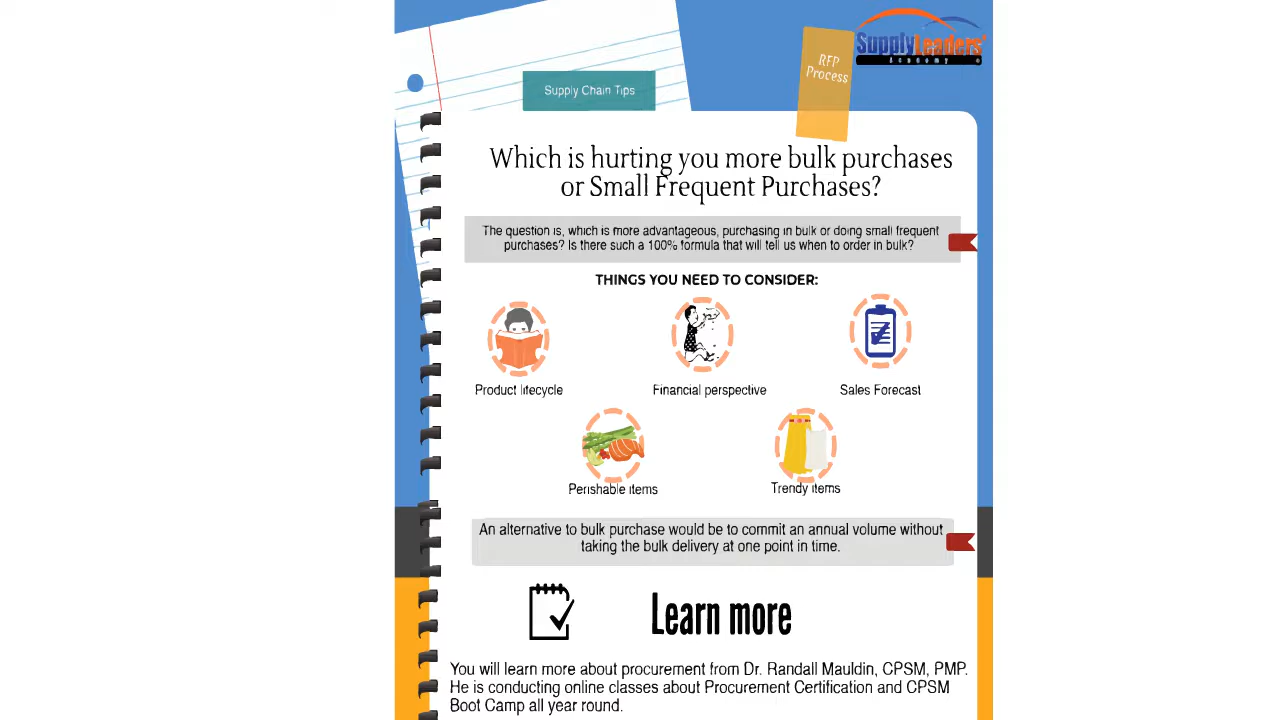 SupplyLeaders®
Academy
RFP
Process
Supply Chain Tips
Which is hurting you more bulk purchases
or Small Frequent Purchases?
The question is, which is more advantageous, purchasing in bulk or doing small frequent
purchases? Is there such a 100% formula that will tell us when to order in bulk?
THINGS YOU NEED TO CONSIDER:
Product lifecycle
Financial perspective
Sales Forecast
Perishable items
Trendy items
An alternative to bulk purchase would be to commit an annual volume without
taking the bulk delivery at one point in time.
Learn more
You will learn more about procurement from Dr. Randall Mauldin, CPSM, PMP.
He is conducting online classes about Procurement Certification and CPSM
Boot Camp all year round.